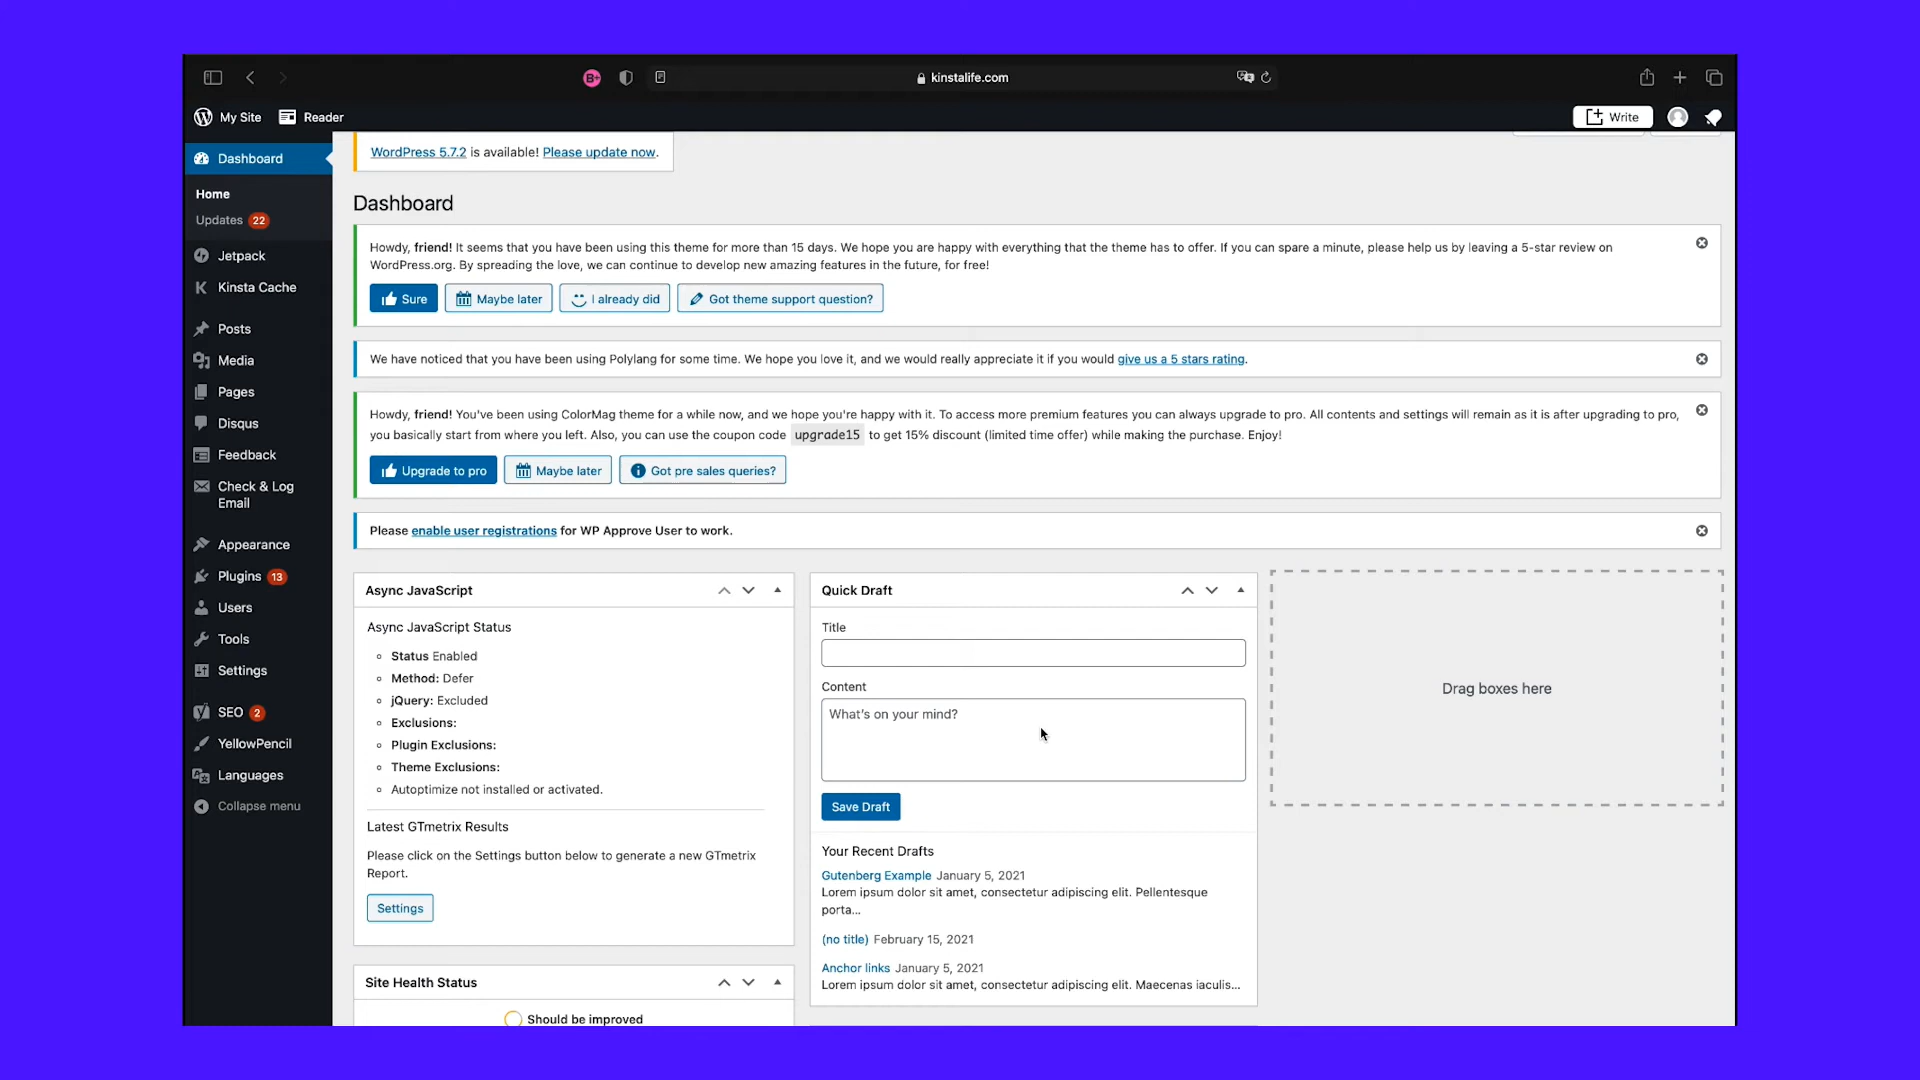 B+
kinstalife.com
My Site
Reader
Write
Dashboard
Home
Updates 22
Jetpack
Kinsta Cache
Posts
Media
Pages
Disqus
Feedback
Check & Log
Email
Appearance
Plugins 13
Users
Tools
Settings
SEO 2
YellowPencil
Languages
Collapse menu
WordPress 5.7.2 is available! Please update now.
Dashboard
Howdy, friend! It seems that you have been using this theme for more than 15 days. We hope you are happy with everything that the theme has to offer. If you can spare a minute, please help us by leaving a 5-star review on
WordPress.org. By spreading the love, we can continue to develop new amazing features in the future, for free!
Sure
Maybe later
I already did
Got theme support question?
We have noticed that you have been using Polylang for some time. We hope you love it, and we would really appreciate it if you would give us a 5 stars rating.
Howdy, friend! You've been using ColorMag theme for a while now, and we hope you're happy with it. To access more premium features you can always upgrade to pro. All contents and settings will remain as it is after upgrading to pro,
you basically start from where you left. Also, you can use the coupon code upgrade15 to get 15% discount (limited time offer) while making the purchase. Enjoy!
Upgrade to pro
Maybe later
Got pre sales queries?
Please enable user registrations for WP Approve User to work.
Async JavaScript
Async JavaScript Status
Status Enabled
Method: Defer
jQuery: Excluded
Exclusions:
Plugin Exclusions:
Theme Exclusions:
Autoptimize not installed or activated.
Latest GTmetrix Results
Please click on the Settings button below to generate a new GTmetrix
Report.
Settings
Site Health Status
Should be improved
Quick Draft
Title
Content
What's on your mind?
Save Draft
Your Recent Drafts
Gutenberg Example January 5, 2021
Lorem ipsum dolor sit amet, consectetur adipiscing elit. Pellentesque
porta...
(no title) February 15, 2021
Anchor links January 5, 2021
Lorem ipsum dolor sit amet, consectetur adipiscing elit. Maecenas iaculis...
Drag boxes here